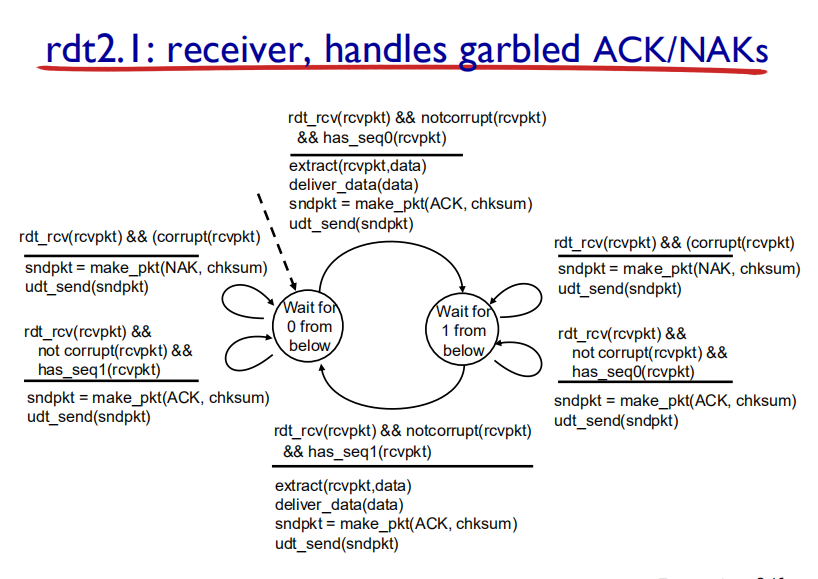 rdt2.1: receiver, handles garbled ACK/NAKs
rdt_rcv(rcvpkt) && notcorrupt(rcvpkt)
&& has_seq0(rcvpkt)
extract(rcvpkt,data)
deliver_data(data)
sndpkt = make_pkt(ACK, chksum)
udt_send(sndpkt)
rdt_rcv(rcvpkt) && (corrupt(rcvpkt)
sndpkt = make_pkt(NAK, chksum)
udt_send(sndpkt)
rdt_rcv(rcvpkt) &&
not corrupt(rcvpkt) &&
has_seq1(rcvpkt)
sndpkt = make_pkt(ACK, chksum)
udt_send(sndpkt)
Wait for
0 from
below
Wait for
1 from
below
rdt_rcv(rcvpkt) && (corrupt(rcvpkt)
sndpkt = make_pkt(NAK, chksum)
udt_send(sndpkt)
rdt_rcv(rcvpkt) &&
not corrupt(rcvpkt) &&
has_seq0(rcvpkt)
sndpkt = make_pkt(ACK, chksum)
udt_send(sndpkt)
rdt_rcv(rcvpkt) && notcorrupt(rcvpkt)
&& has_seq1(rcvpkt)
extract(rcvpkt,data)
deliver_data(data)
sndpkt = make_pkt(ACK, chksum)
udt_send(sndpkt)